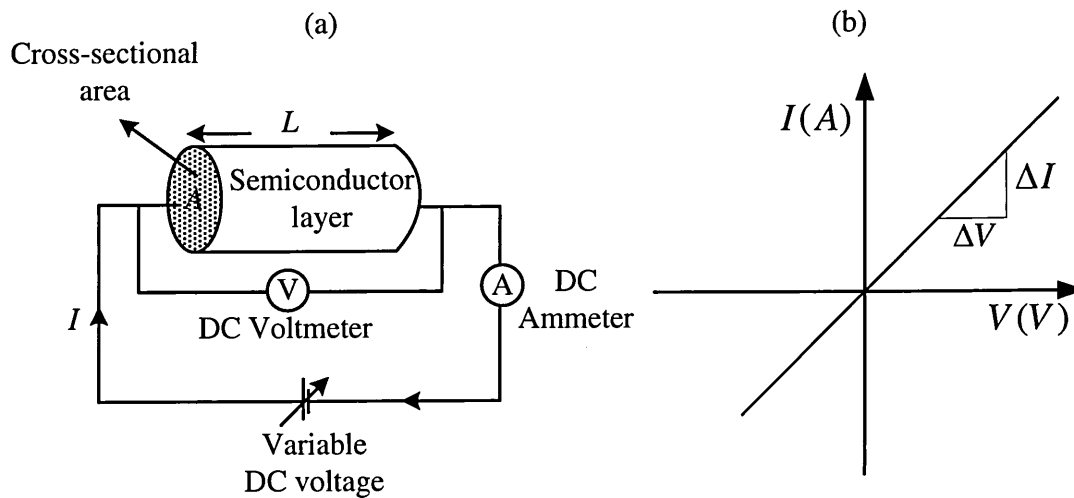 (a)
Cross-sectional
area
L
A
Semiconductor
layer
V
DC Voltmeter
A
DC
Ammeter
I
Variable
DC voltage
(b)
I(A)
ΔI
ΔV
V(V)